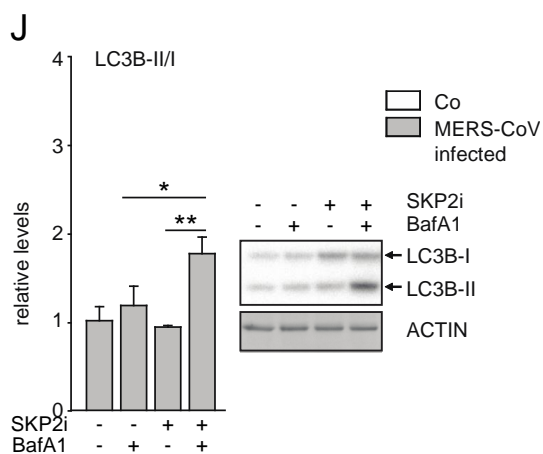 J
LC3B-II/I
4
3
2
1
0
relative levels
*
**
SKP2i - - + +
BafA1 - + - +
Co
MERS-CoV
infected
- - + + SKP2i
- + - + BafA1
LC3B-I
LC3B-II
ACTIN